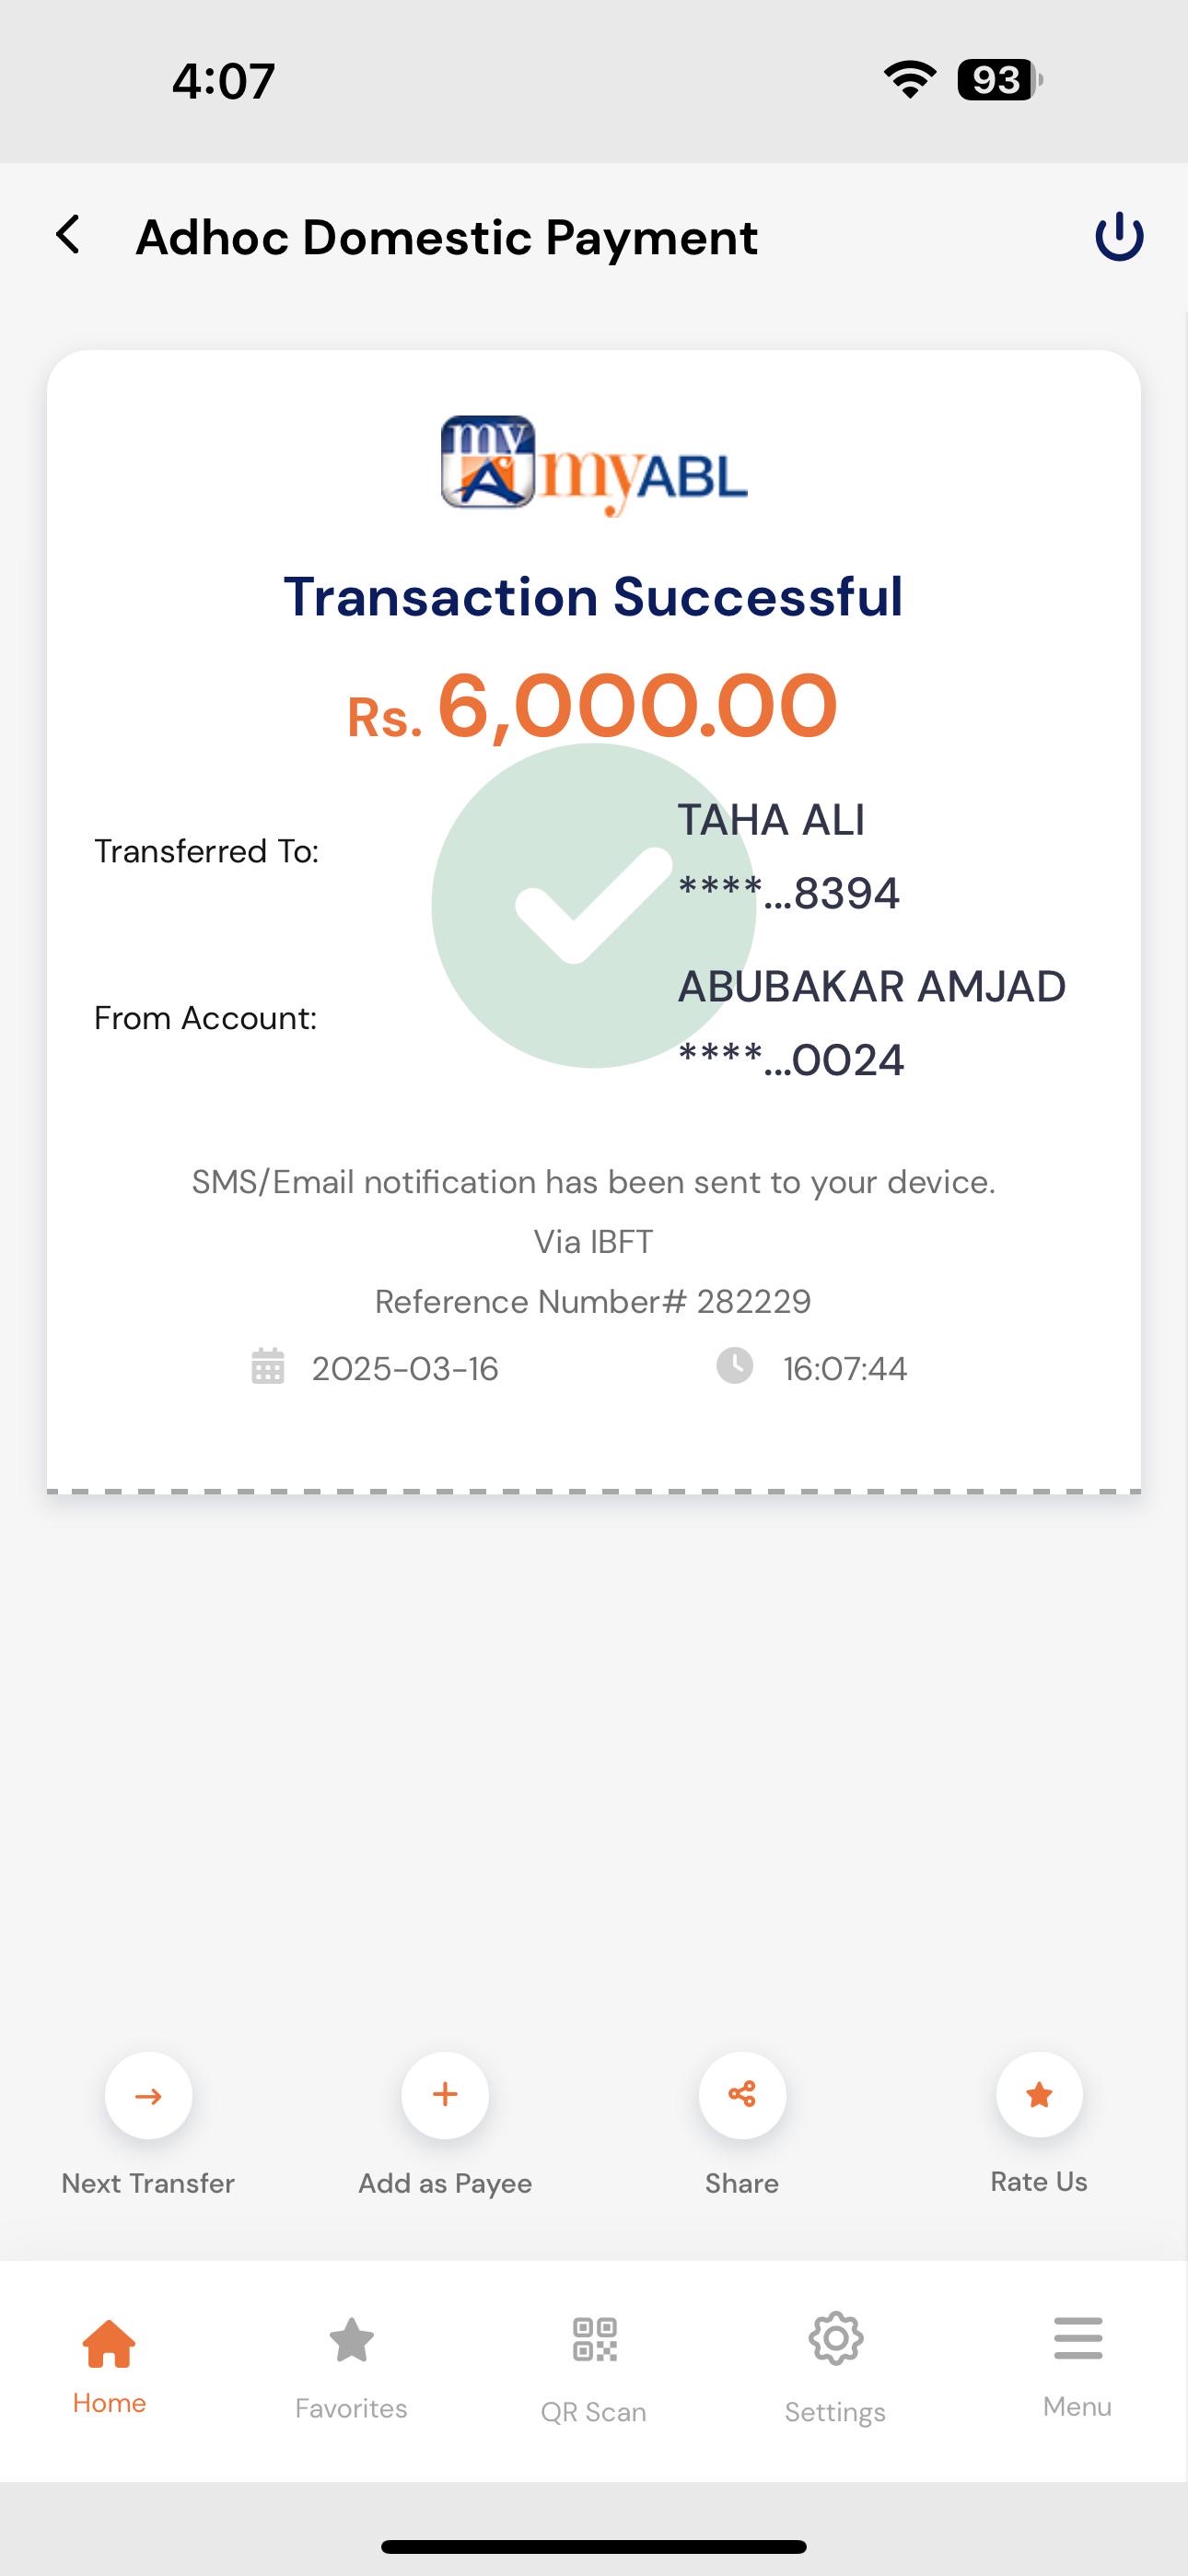 4:07
93
Adhoc Domestic Payment
my
myABL
Transaction Successful
Rs. 6,000.00
Transferred To:
TAHA ALI
****...8394
From Account:
ABUBAKAR AMJAD
****...0024
SMS/Email notification has been sent to your device.
Via IBFT
Reference Number# 282229
2025-03-16 16:07:44
Next Transfer Add as Payee Share Rate Us
Home Favorites QR Scan Settings Menu